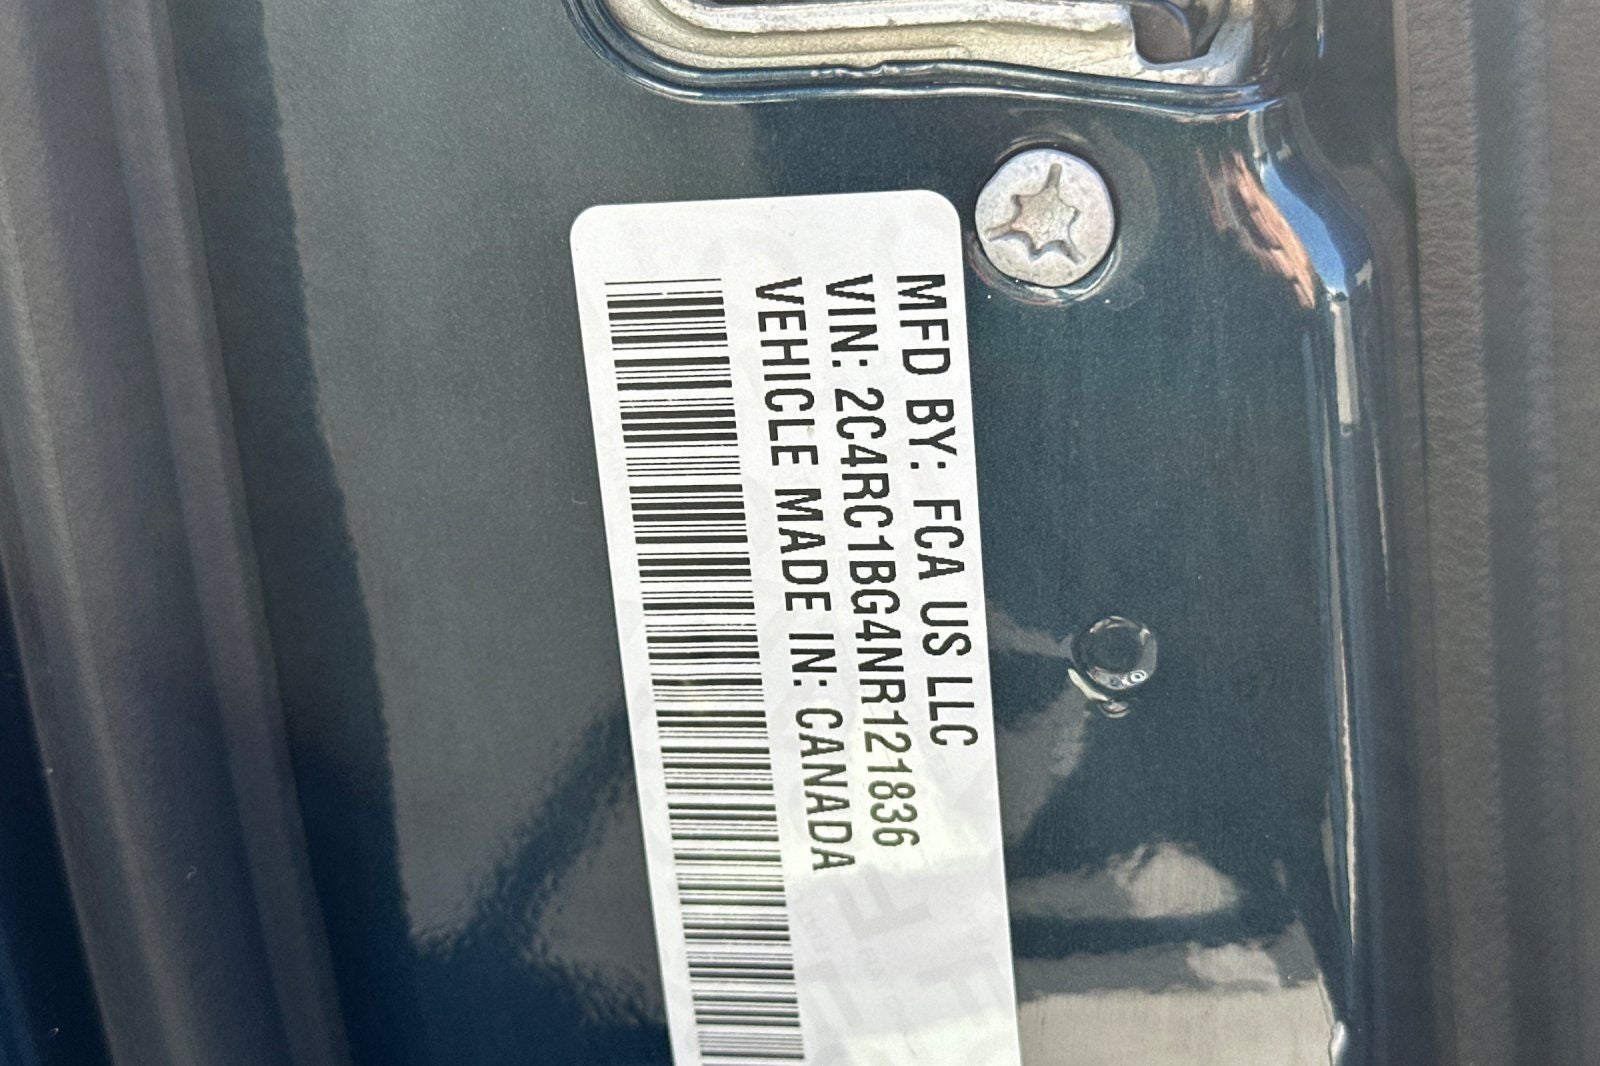 MFD BY: FCA US LLC
VIN: 2C4RC1BG4NR121836
VEHICLE MADE IN: CANADA